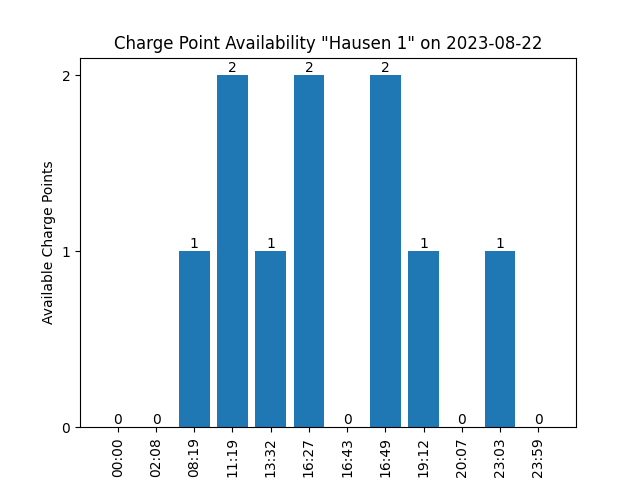 Charge Point Availability "Hausen 1" on 2023-08-22
Available Charge Points
2
1
0
0 0 1 2 1 2 0 2 1 0 1 0
00:00 02:08 08:19 11:19 13:32 16:27 16:43 16:49 19:12 20:07 23:03 23:59